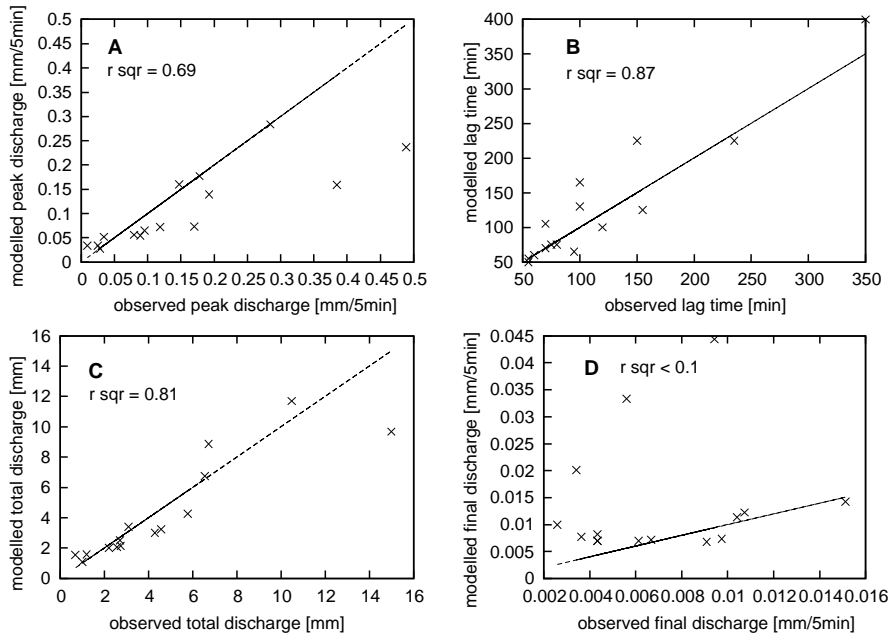 A
r sqr = 0.69
modelled peak discharge [mm/5min]
0.5
0.45
0.4
0.35
0.3
0.25
0.2
0.15
0.1
0.05
0
0 0.05 0.1 0.15 0.2 0.25 0.3 0.35 0.4 0.45 0.5
observed peak discharge [mm/5min]
B
r sqr = 0.87
modelled lag time [min]
400
350
300
250
200
150
100
50
50 100 150 200 250 300 350
observed lag time [min]
C
r sqr = 0.81
modelled total discharge [mm]
16
14
12
10
8
6
4
2
0
0 2 4 6 8 10 12 14 16
observed total discharge [mm]
D
r sqr < 0.1
modelled final discharge [mm/5min]
0.045
0.04
0.035
0.03
0.025
0.02
0.015
0.01
0.005
0
0.002 0.004 0.006 0.008 0.01 0.012 0.014 0.016
observed final discharge [mm/5min]